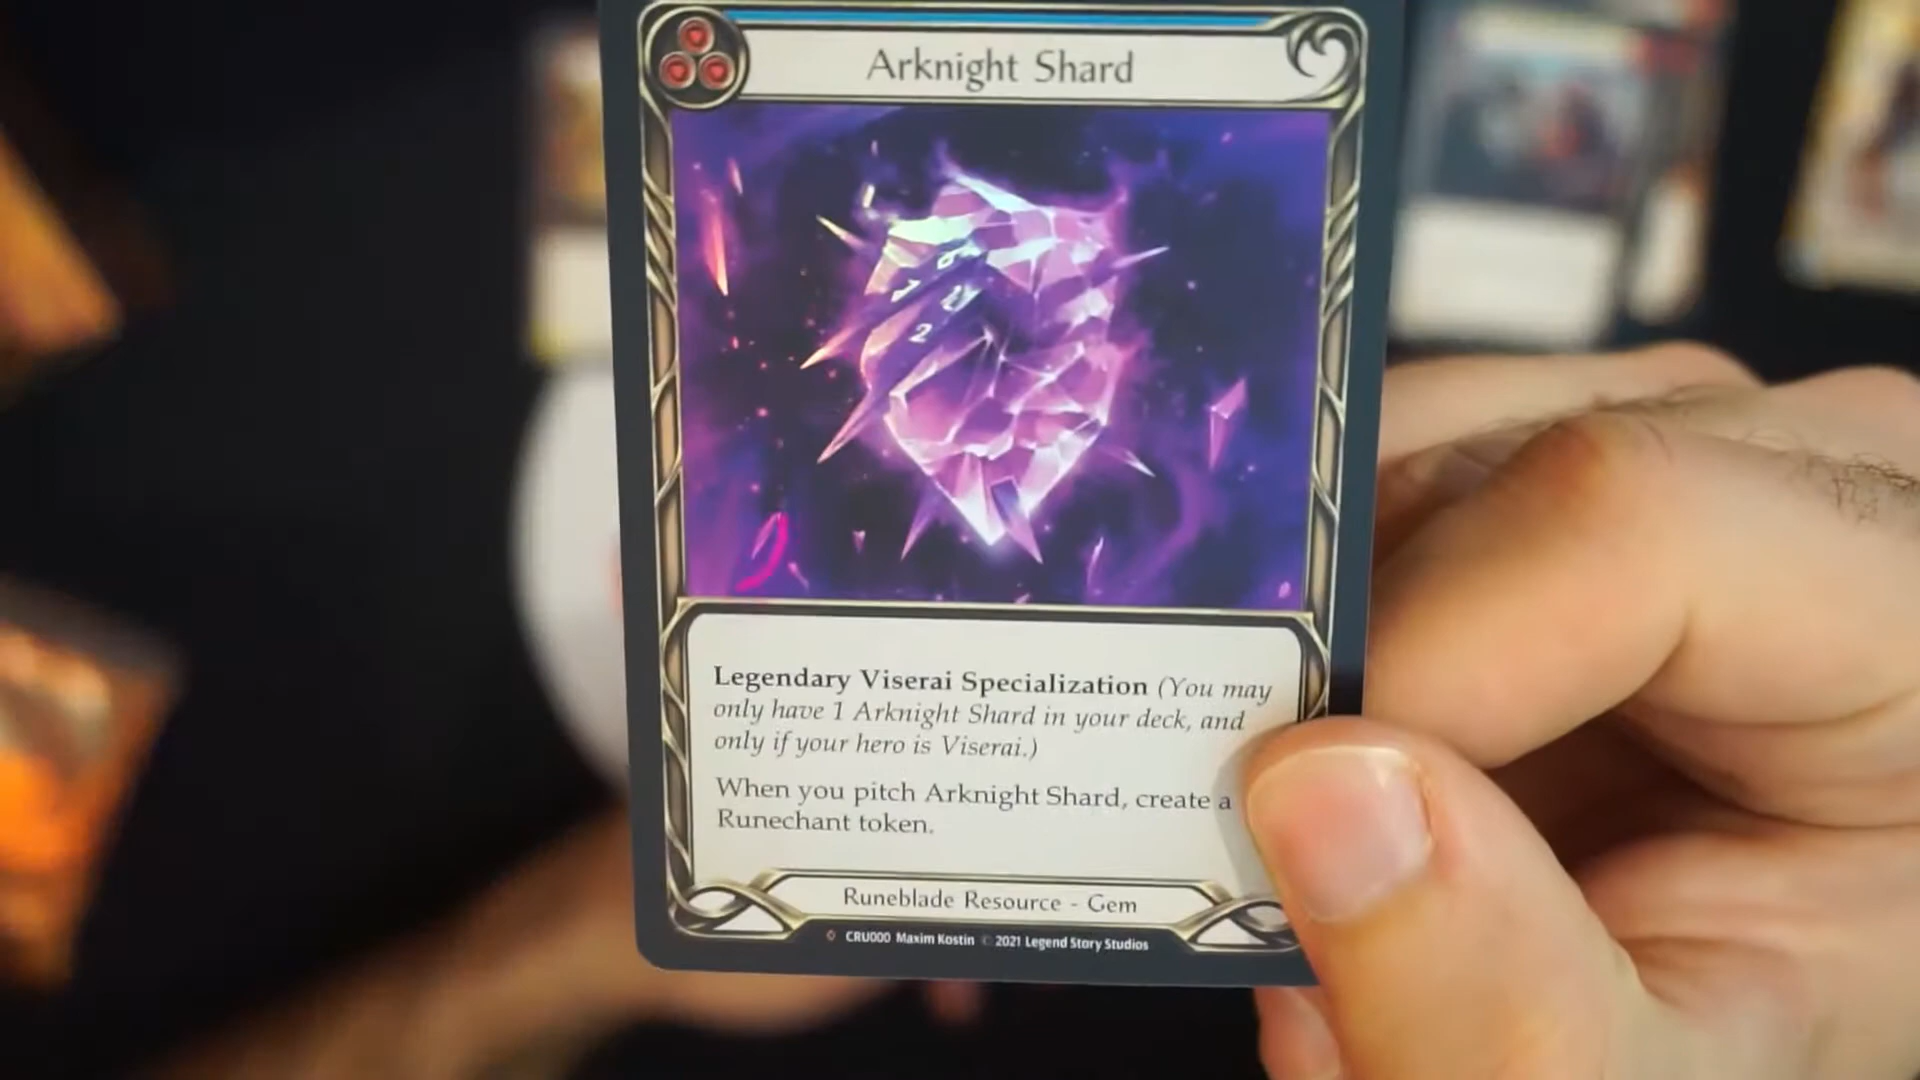 Arknight Shard
Legendary Viserai Specialization (You may
only have 1 Arknight Shard in your deck, and
only if your hero is Viserai.)
When you pitch Arknight Shard, create a
Runechant token.
Runeblade Resource - Gem
CRU000 Maxim Kostin © 2021 Legend Story Studios